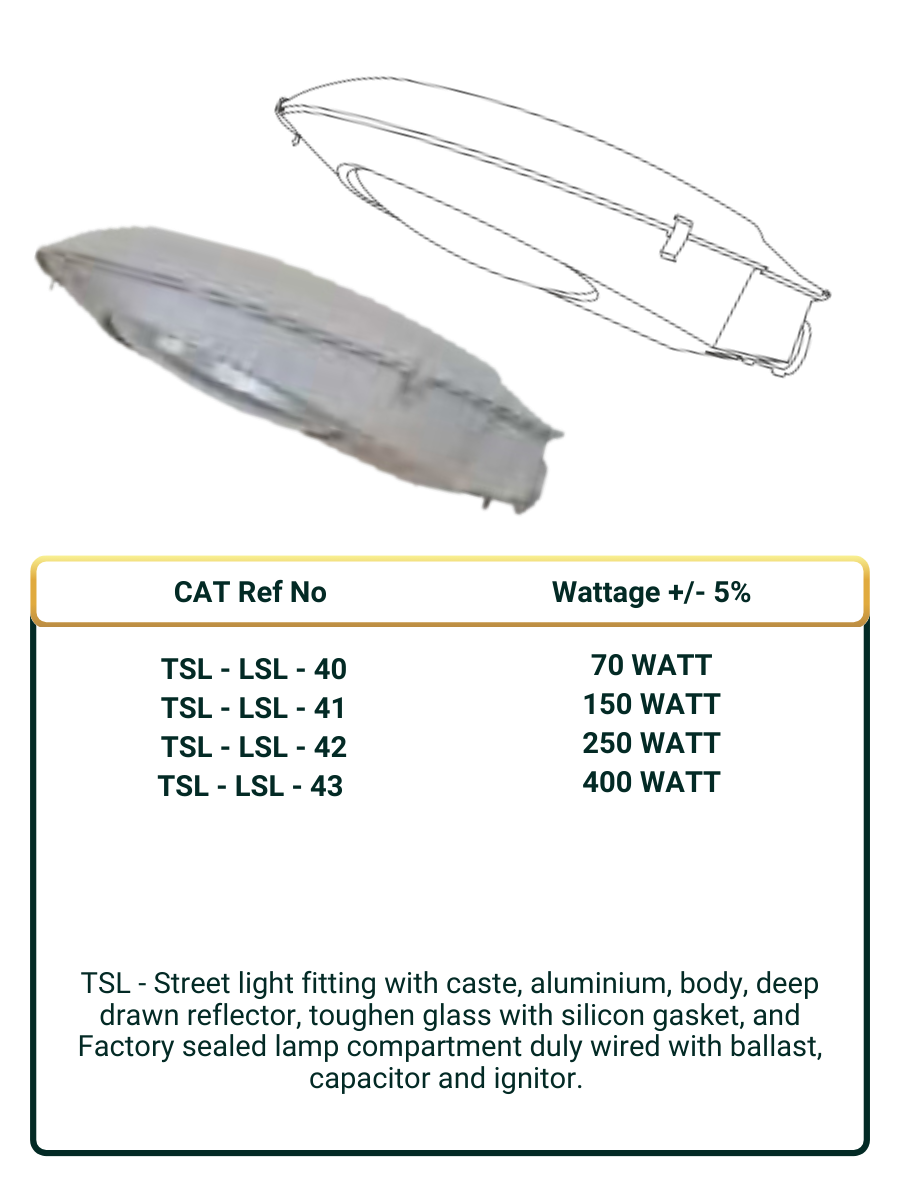 CAT Ref No Wattage +/- 5%
TSL - LSL - 40 70 WATT
TSL - LSL - 41 150 WATT
TSL - LSL - 42 250 WATT
TSL - LSL - 43 400 WATT
TSL - Street light fitting with caste, aluminium, body, deep
drawn reflector, toughen glass with silicon gasket, and
Factory sealed lamp compartment duly wired with ballast,
capacitor and ignitor.